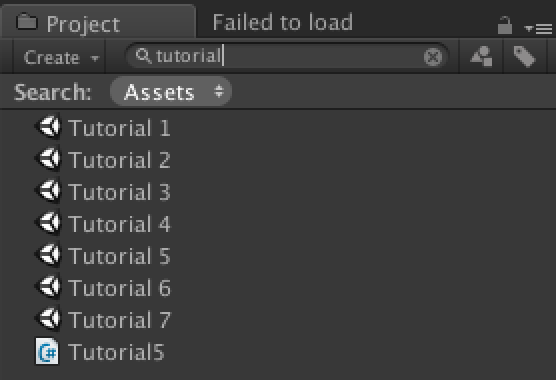 Project Failed to load
Create tutorial
Search: Assets
Tutorial 1
Tutorial 2
Tutorial 3
Tutorial 4
Tutorial 5
Tutorial 6
Tutorial 7
C# Tutorial5